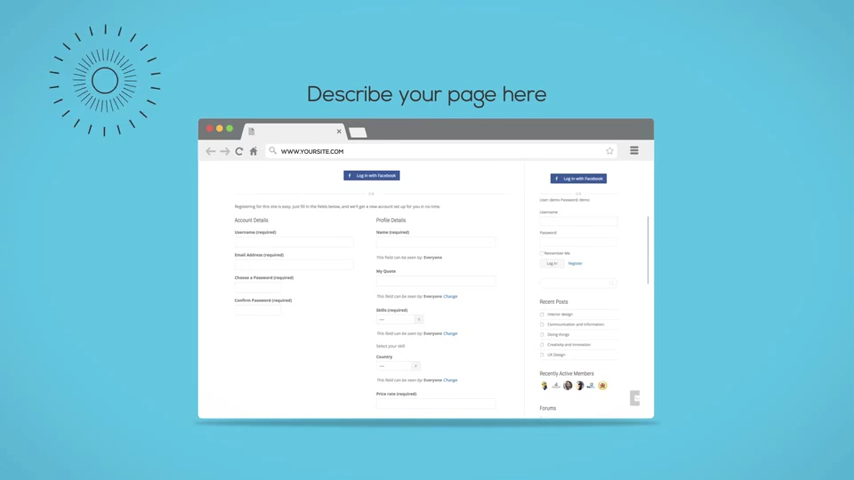 Describe your page here
WWW.YOURSITE.COM
f Log in with Facebook
OR
Registering for this site is easy, just fill in the fields below, and we'll get a new account set up for you in no time.
Account Details
Username (required)
Email Address (required)
Choose a Password (required)
Confirm Password (required)
Profile Details
Name (required)
This field can be seen by: Everyone
My Quote
This field can be seen by: Everyone Change
Skills (required)
----
This field can be seen by: Everyone Change
Select your skill
Country
----
This field can be seen by: Everyone Change
Price rate (required)
f Log in with Facebook
OR
User: demo Password: demo
Username
Password
Remember Me
Log In Register
Recent Posts
Interior design
Communication and Information
Doing things
Creativity and Innovation
UX Design
Recently Active Members
Forums